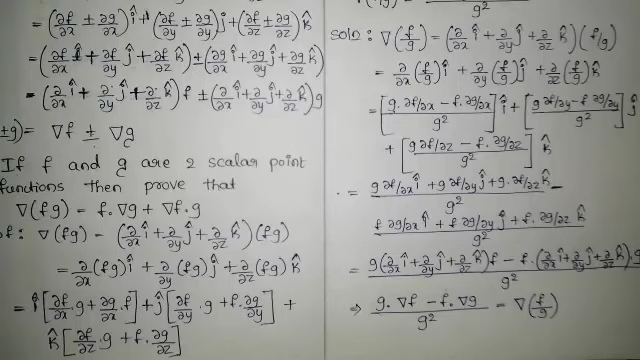 = (∂f/∂x ± ∂g/∂x) î + (∂f/∂y ± ∂g/∂y) ĵ + (∂f/∂z ± ∂g/∂z) k̂
= (∂f/∂x î + ∂f/∂y ĵ + ∂f/∂z k̂) ± (∂g/∂x î + ∂g/∂y ĵ + ∂g/∂z k̂)
= (∂/∂x î + ∂/∂y ĵ + ∂/∂z k̂) f ± (∂/∂x î + ∂/∂y ĵ + ∂/∂z k̂) g
±g) = ∇f ± ∇g
If f and g are 2 scalar point
functions then prove that
∇(fg) = f.∇g + ∇f.g
of: ∇(fg) = (∂/∂x î + ∂/∂y ĵ + ∂/∂z k̂)(fg)
= ∂/∂x (fg) î + ∂/∂y (fg) ĵ + ∂/∂z (fg) k̂
= î [∂f/∂x .g + ∂g/∂x .f] + ĵ [∂f/∂y .g + f.∂g/∂y] +
k̂ [∂f/∂z .g + f.∂g/∂z]
g²
Soln: ∇(f/g) = (∂/∂x î + ∂/∂y ĵ + ∂/∂z k̂)(f/g)
= ∂/∂x (f/g) î + ∂/∂y (f/g) ĵ + ∂/∂z (f/g) k̂
= [g.∂f/∂x - f.∂g/∂x / g²] î + [g ∂f/∂y - f ∂g/∂y / g²] ĵ
+ [g ∂f/∂z - f.∂g/∂z / g²] k̂
= g ∂f/∂x î + g ∂f/∂y ĵ + g.∂f/∂z k̂ / g² -
f ∂g/∂x î + f ∂g/∂y ĵ + f.∂g/∂z k̂ / g²
= g(∂/∂x î + ∂/∂y ĵ + ∂/∂z k̂) f - f.(∂/∂x î + ∂/∂y ĵ + ∂/∂z k̂).g / g²
⇒ g.∇f - f.∇g / g² = ∇(f/g)